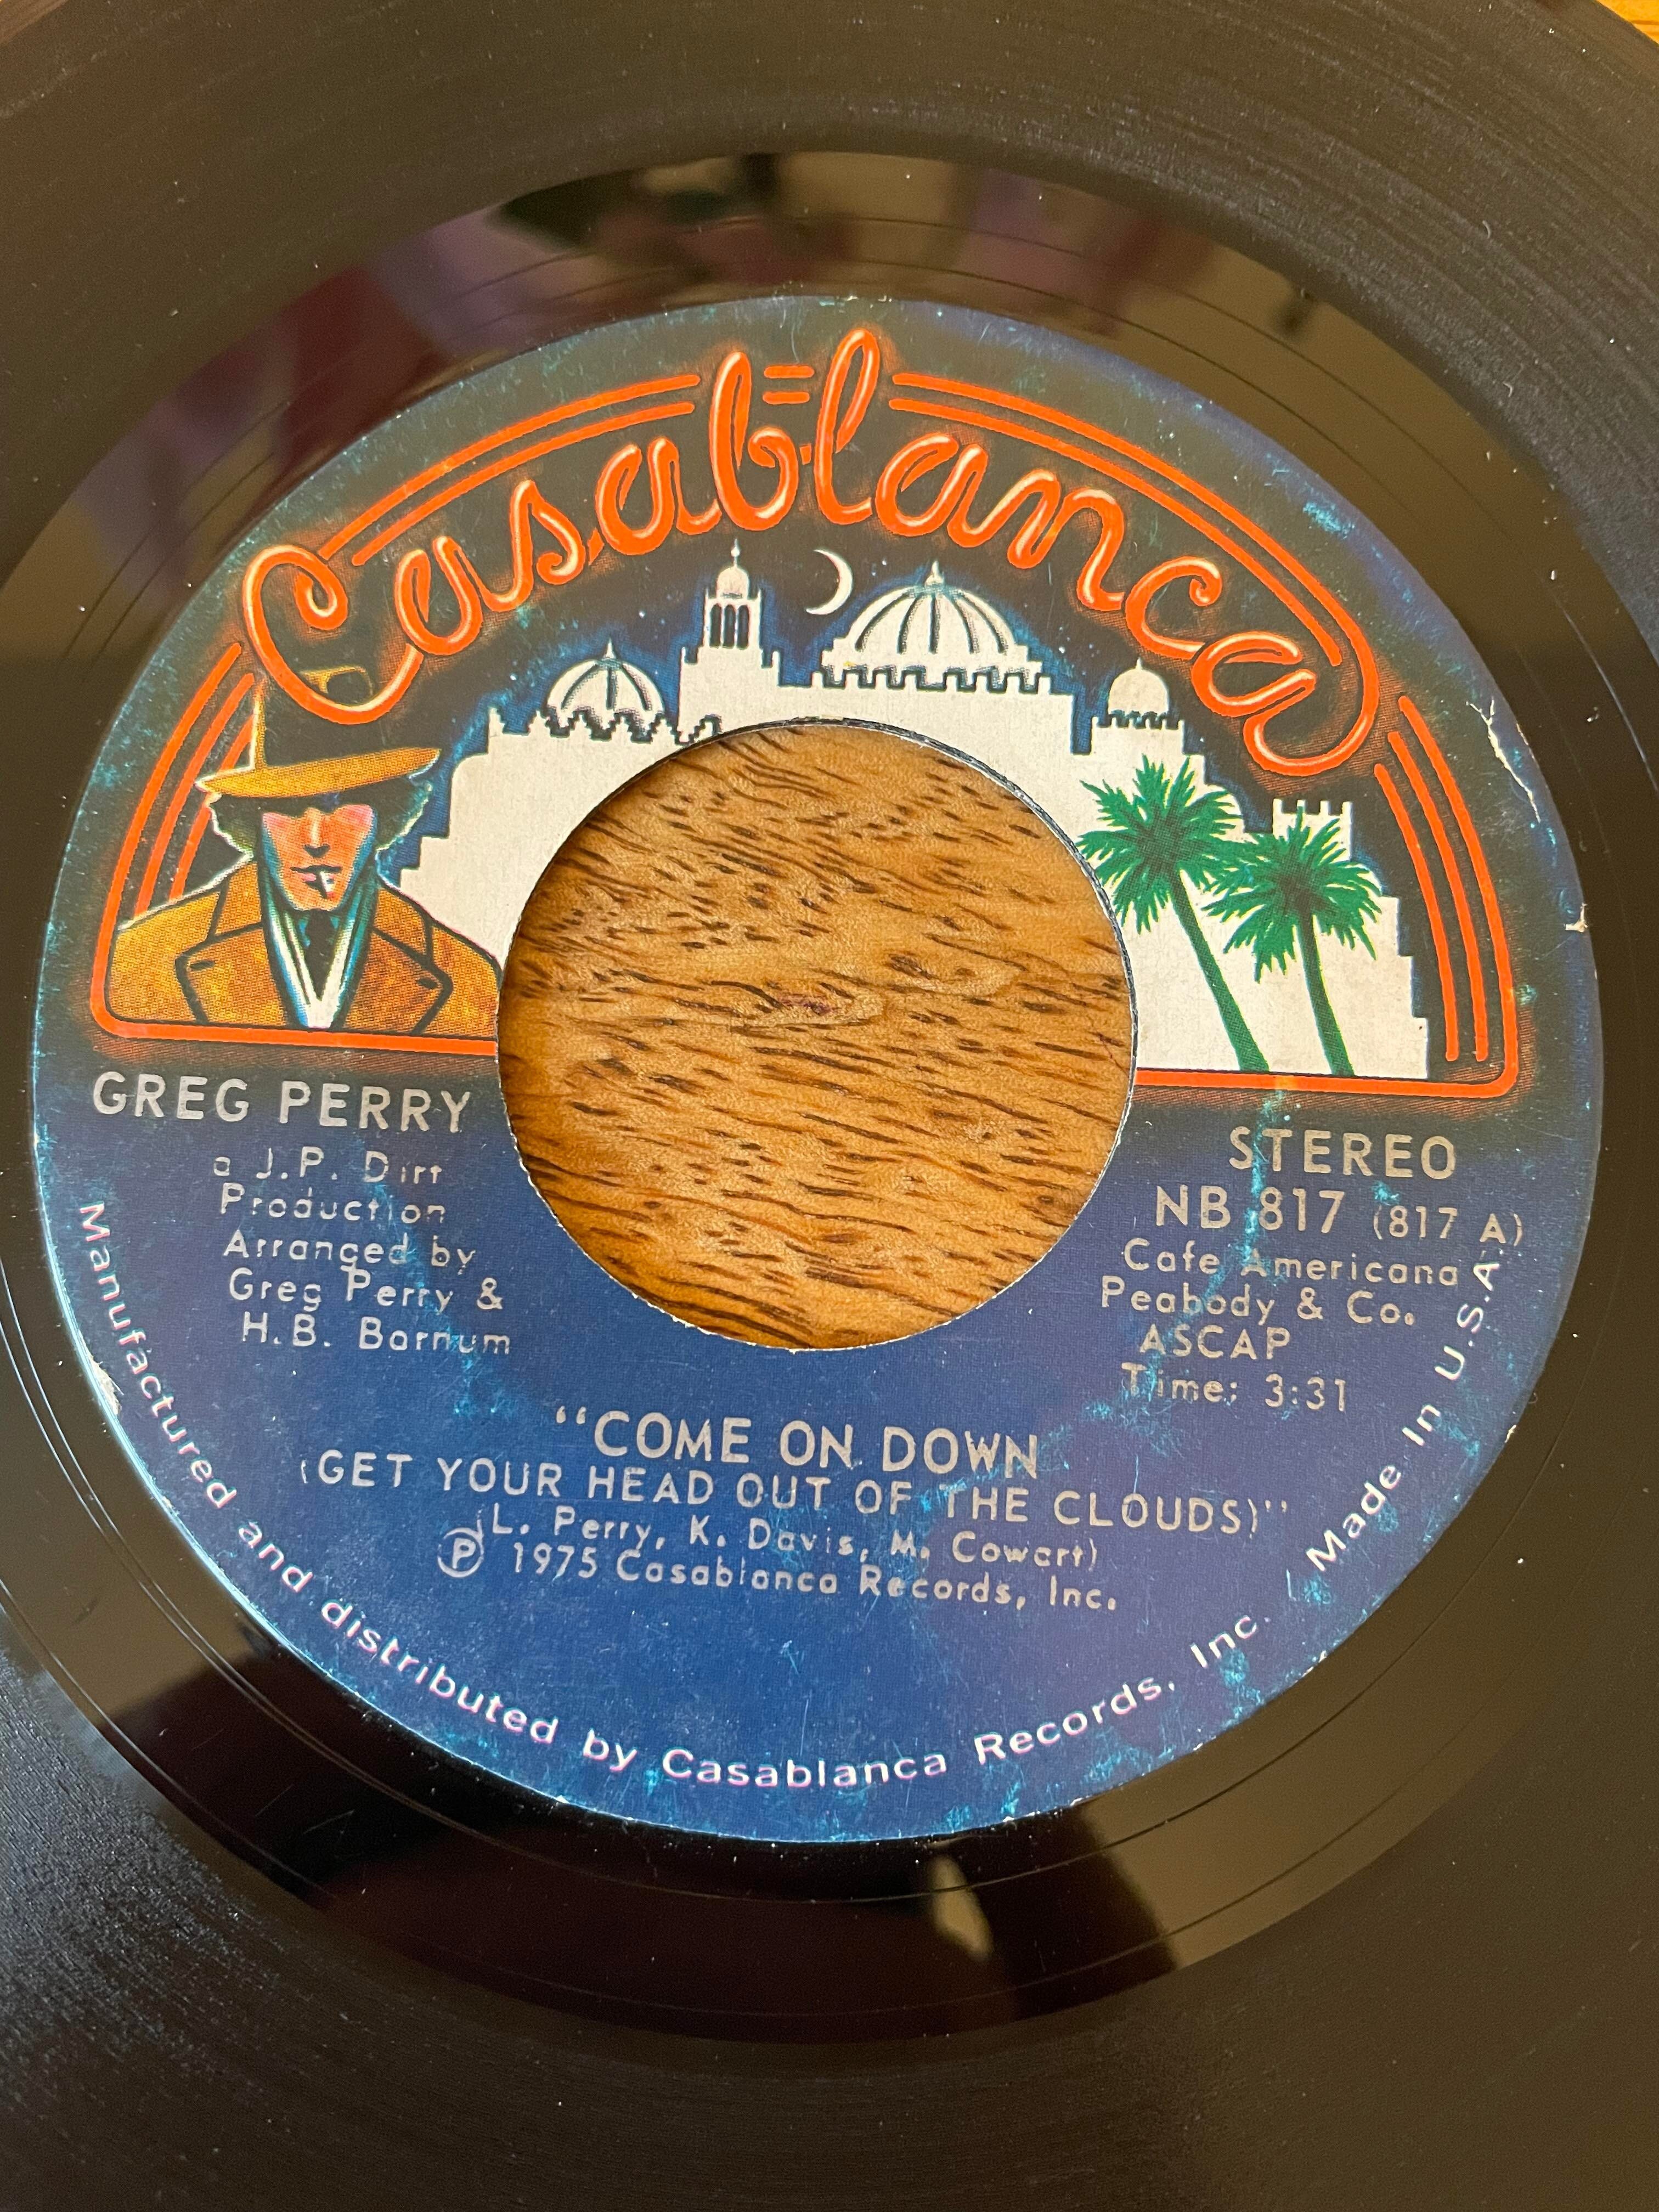 Casablanca
GREG PERRY
a J.P. Dirt
Production
Arranged by
Greg Perry &
H.B. Barnum
STEREO
NB 817 (817 A)
Cafe Americana
Peabody & Co.
ASCAP
Time: 3:31
"COME ON DOWN
(GET YOUR HEAD OUT OF THE CLOUDS)"
(L. Perry, K. Davis, M. Cowart)
℗ 1975 Casablanca Records, Inc.
Manufactured and distributed by Casablanca Records, Inc. Made In U.S.A.